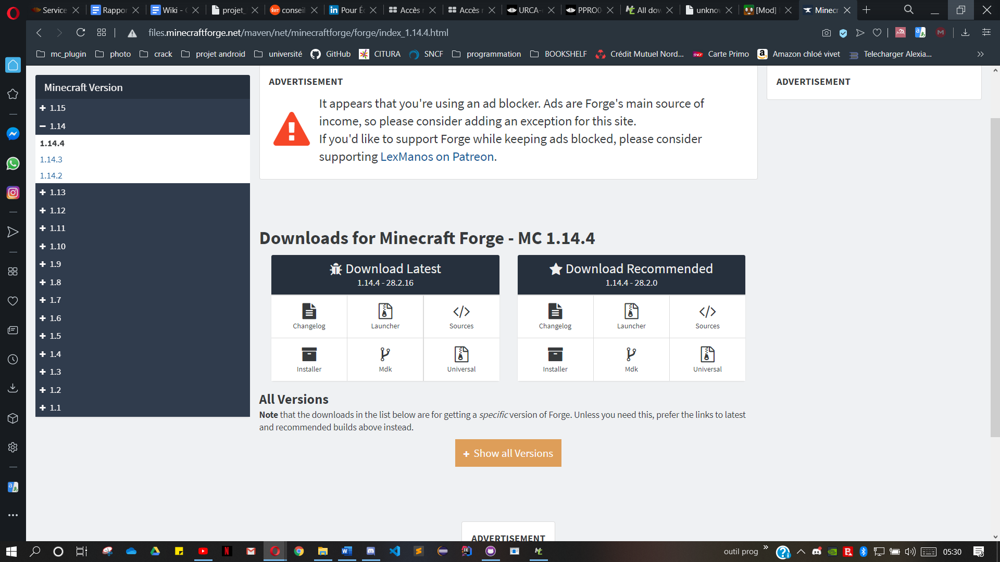 Service
Rappor
Wiki - 
projet_
conseil
Pour É
Accès r
Accès r
URCA-
PPRO0
All dow
unknow
[Mod]
Minecr
files.minecraftforge.net/maven/net/minecraftforge/forge/index_1.14.4.html
mc_plugin
photo
crack
projet android
université
GitHub
CITURA
SNCF
programmation
BOOKSHELF
Crédit Mutuel Nord...
Carte Primo
Amazon chloé vivet
Telecharger Alexia...
Minecraft Version
1.15
1.14
1.14.4
1.14.3
1.14.2
1.13
1.12
1.11
1.10
1.9
1.8
1.7
1.6
1.5
1.4
1.3
1.2
1.1
ADVERTISEMENT
It appears that you're using an ad blocker. Ads are Forge's main source of
income, so please consider adding an exception for this site.
If you'd like to support Forge while keeping ads blocked, please consider
supporting LexManos on Patreon.
ADVERTISEMENT
Downloads for Minecraft Forge - MC 1.14.4
Download Latest
1.14.4 - 28.2.16
Changelog
Launcher
Sources
Installer
Mdk
Universal
Download Recommended
1.14.4 - 28.2.0
Changelog
Launcher
Sources
Installer
Mdk
Universal
All Versions
Note that the downloads in the list below are for getting a specific version of Forge. Unless you need this, prefer the links to latest
and recommended builds above instead.
+ Show all Versions
ADVERTISEMENT
outil prog
05:30